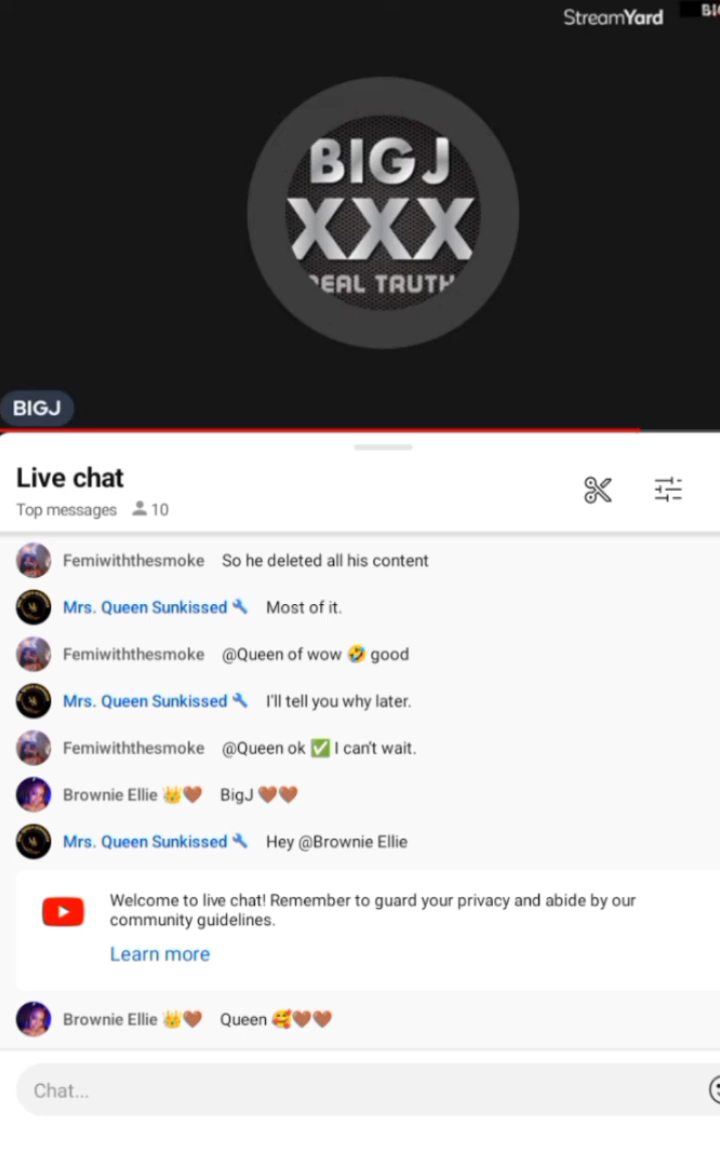 StreamYard
BIGJ
XXX
REAL TRUTH
BIGJ
Live chat
Top messages 10
Femiwiththesmoke So he deleted all his content
Mrs. Queen Sunkissed 🔧 Most of it.
Femiwiththesmoke @Queen of wow 🤣 good
Mrs. Queen Sunkissed 🔧 I'll tell you why later.
Femiwiththesmoke @Queen ok ✅ I can't wait.
Brownie Ellie 👑🤎 BigJ 🤎🤎
Mrs. Queen Sunkissed 🔧 Hey @Brownie Ellie
Welcome to live chat! Remember to guard your privacy and abide by our
community guidelines.
Learn more
Brownie Ellie 👑🤎 Queen 🥰🤎🤎
Chat...